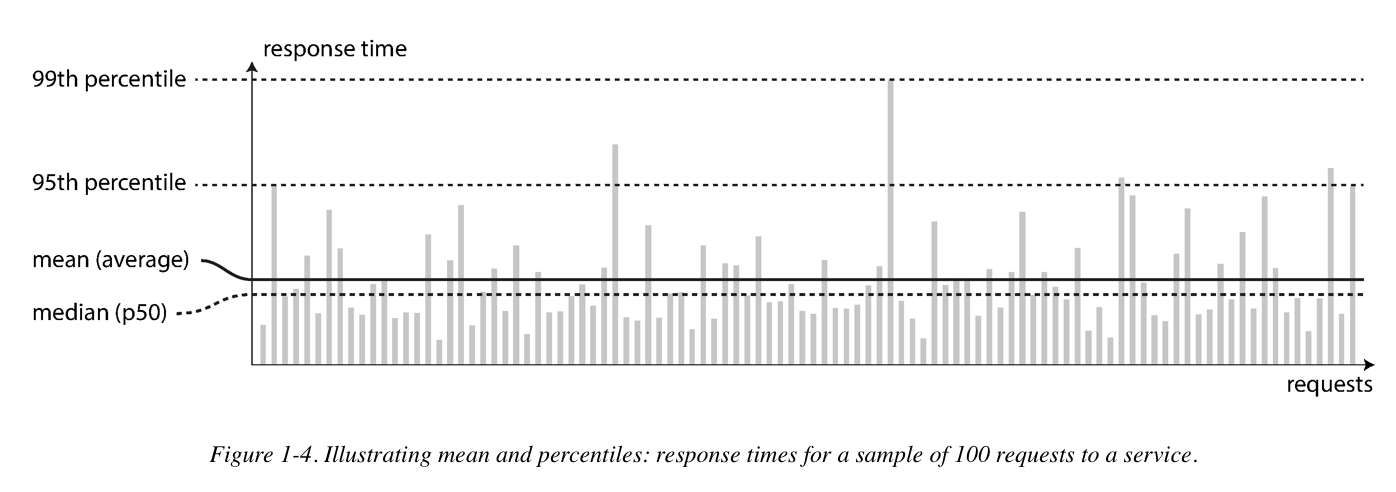 response time
99th percentile
95th percentile
mean (average)
median (p50)
requests
Figure 1-4. Illustrating mean and percentiles: response times for a sample of 100 requests to a service.